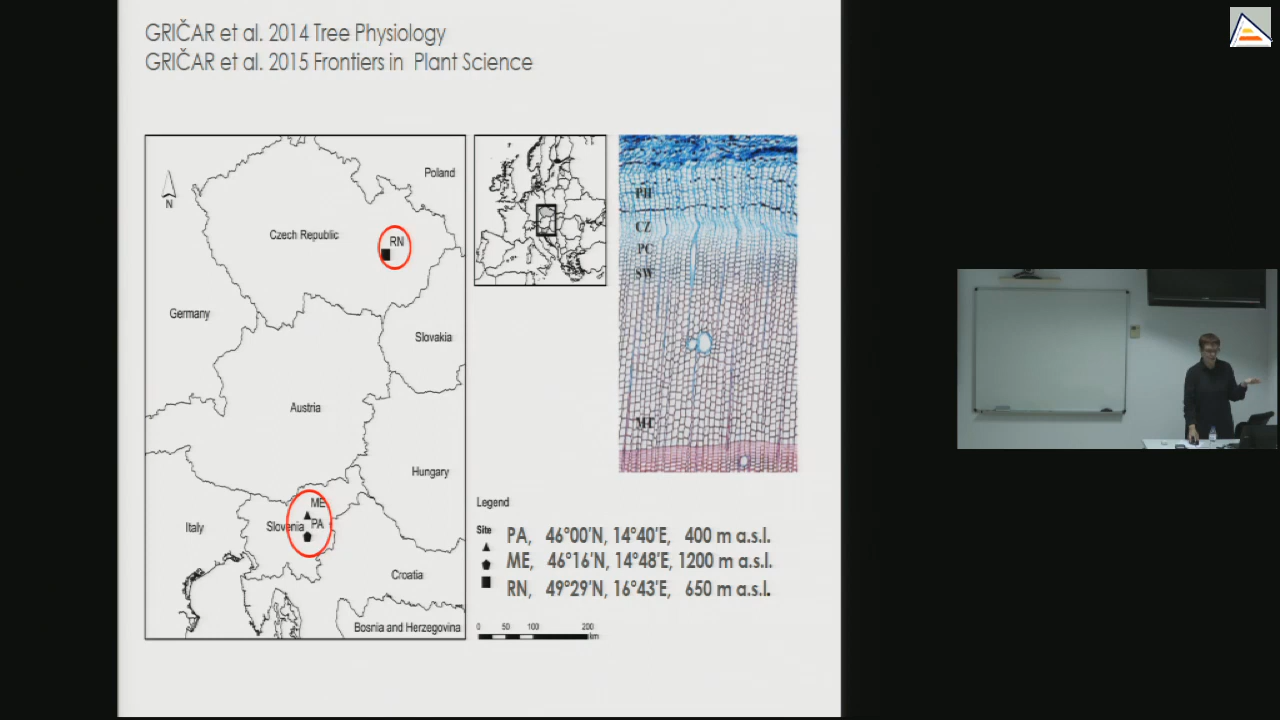 GRIČAR et al. 2014 Tree Physiology
GRIČAR et al. 2015 Frontiers in Plant Science
Poland
N
RN
Czech Republic
Germany
Slovakia
Austria
Hungary
ME
Italy
Slovenia
PA
Croatia
Bosnia and Herzegovina
PH
CZ
PC
SW
Legend
Site
PA, 46°00'N, 14°40'E, 400 m a.s.l.
ME, 46°16'N, 14°48'E, 1200 m a.s.l.
RN, 49°29'N, 16°43'E, 650 m a.s.l.
0 50 100 200
km